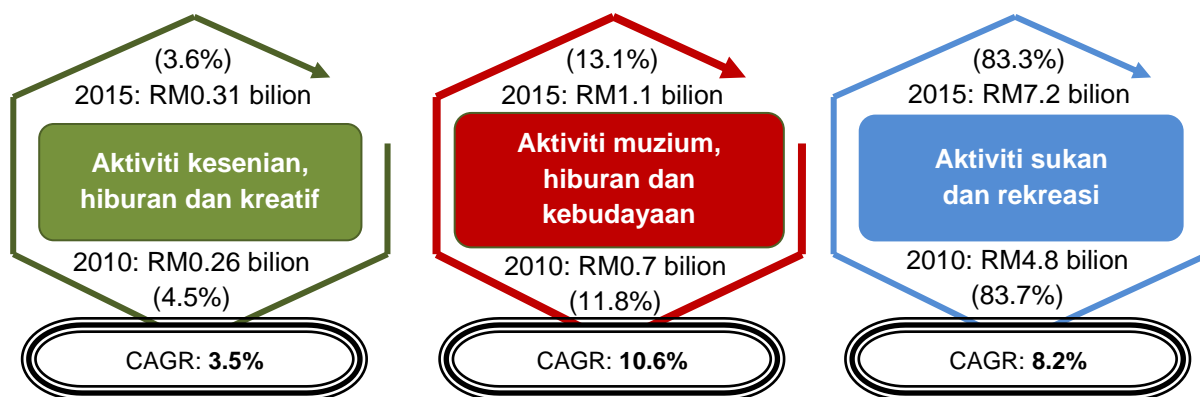 (3.6%)
2015: RM0.31 bilion
Aktiviti kesenian,
hiburan dan kreatif
2010: RM0.26 bilion
(4.5%)
CAGR: 3.5%
(13.1%)
2015: RM1.1 bilion
Aktiviti muzium,
hiburan dan
kebudayaan
2010: RM0.7 bilion
(11.8%)
CAGR: 10.6%
(83.3%)
2015: RM7.2 bilion
Aktiviti sukan
dan rekreasi
2010: RM4.8 bilion
(83.7%)
CAGR: 8.2%